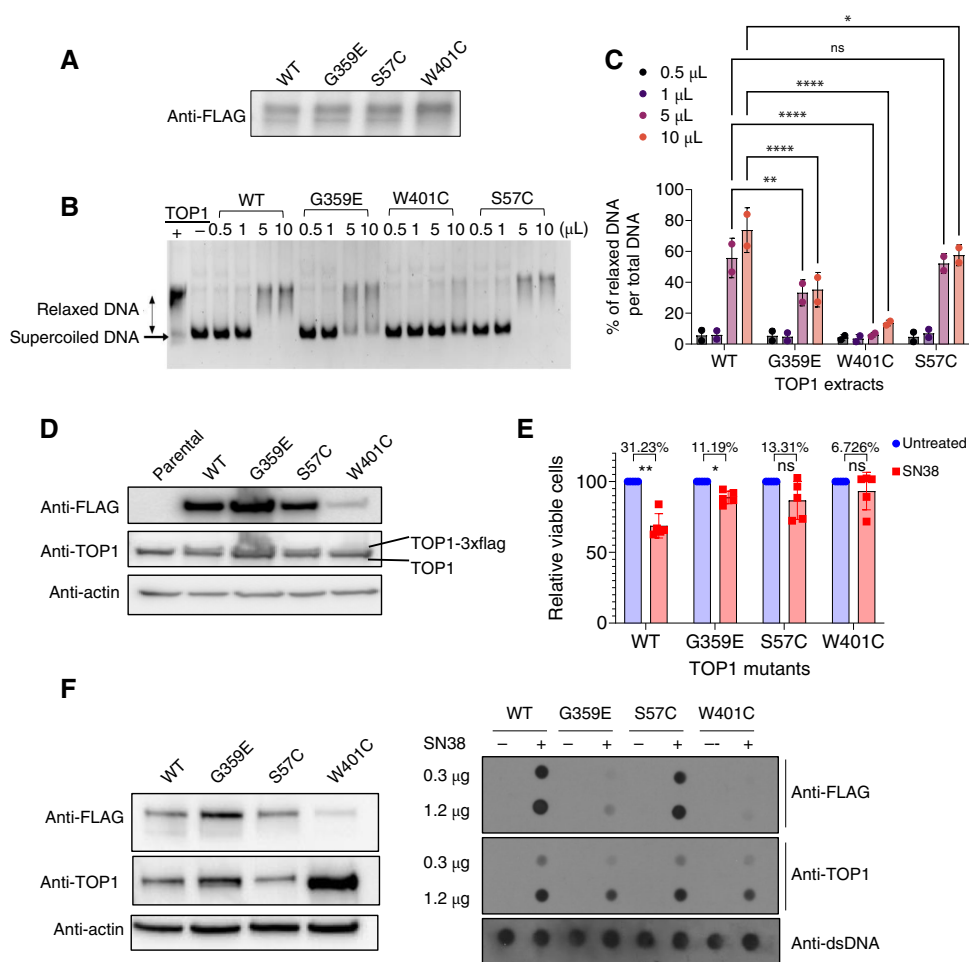 A
WT G359E S57C W401C
Anti-FLAG
B
TOP1 WT G359E W401C S57C
+ − 0.5 1 5 10 0.5 1 5 10 0.5 1 5 10 0.5 1 5 10 (μL)
Relaxed DNA
Supercoiled DNA
C
0.5 μL
1 μL
5 μL
10 μL
*
ns
****
****
****
**
% of relaxed DNA
per total DNA
100
80
60
40
20
0
WT G359E W401C S57C
TOP1 extracts
D
Parental WT G359E S57C W401C
Anti-FLAG
Anti-TOP1
TOP1-3xflag
TOP1
Anti-actin
E
31.23% 11.19% 13.31% 6.726%
** * ns ns
Untreated
SN38
Relative viable cells
100
50
0
WT G359E S57C W401C
TOP1 mutants
F
WT G359E S57C W401C
Anti-FLAG
Anti-TOP1
Anti-actin
WT G359E S57C W401C
SN38 − + − + − + -- +
0.3 μg
1.2 μg
Anti-FLAG
0.3 μg
1.2 μg
Anti-TOP1
Anti-dsDNA